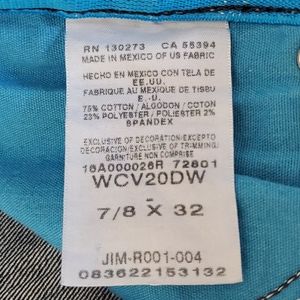 RN 130273 CA 55394
MADE IN MEXICO OF US FABRIC
HECHO EN MEXICO CON TELA DE
EE.UU.
FABRIQUE AU MEXIQUE DE TISSU
E.-U.
75% COTTON / ALGODON / COTON
23% POLYESTER / POLIESTER 2%
SPANDEX
EXCLUSIVE OF DECORATION/EXCEPTO
DECORACION/EXCLUSIVE OF TRIMMING/
GARNITURE NON COMPRISE
16A000026R 72801
WCV20DW
7/8 X 32
JIM-R001-004
083622153132